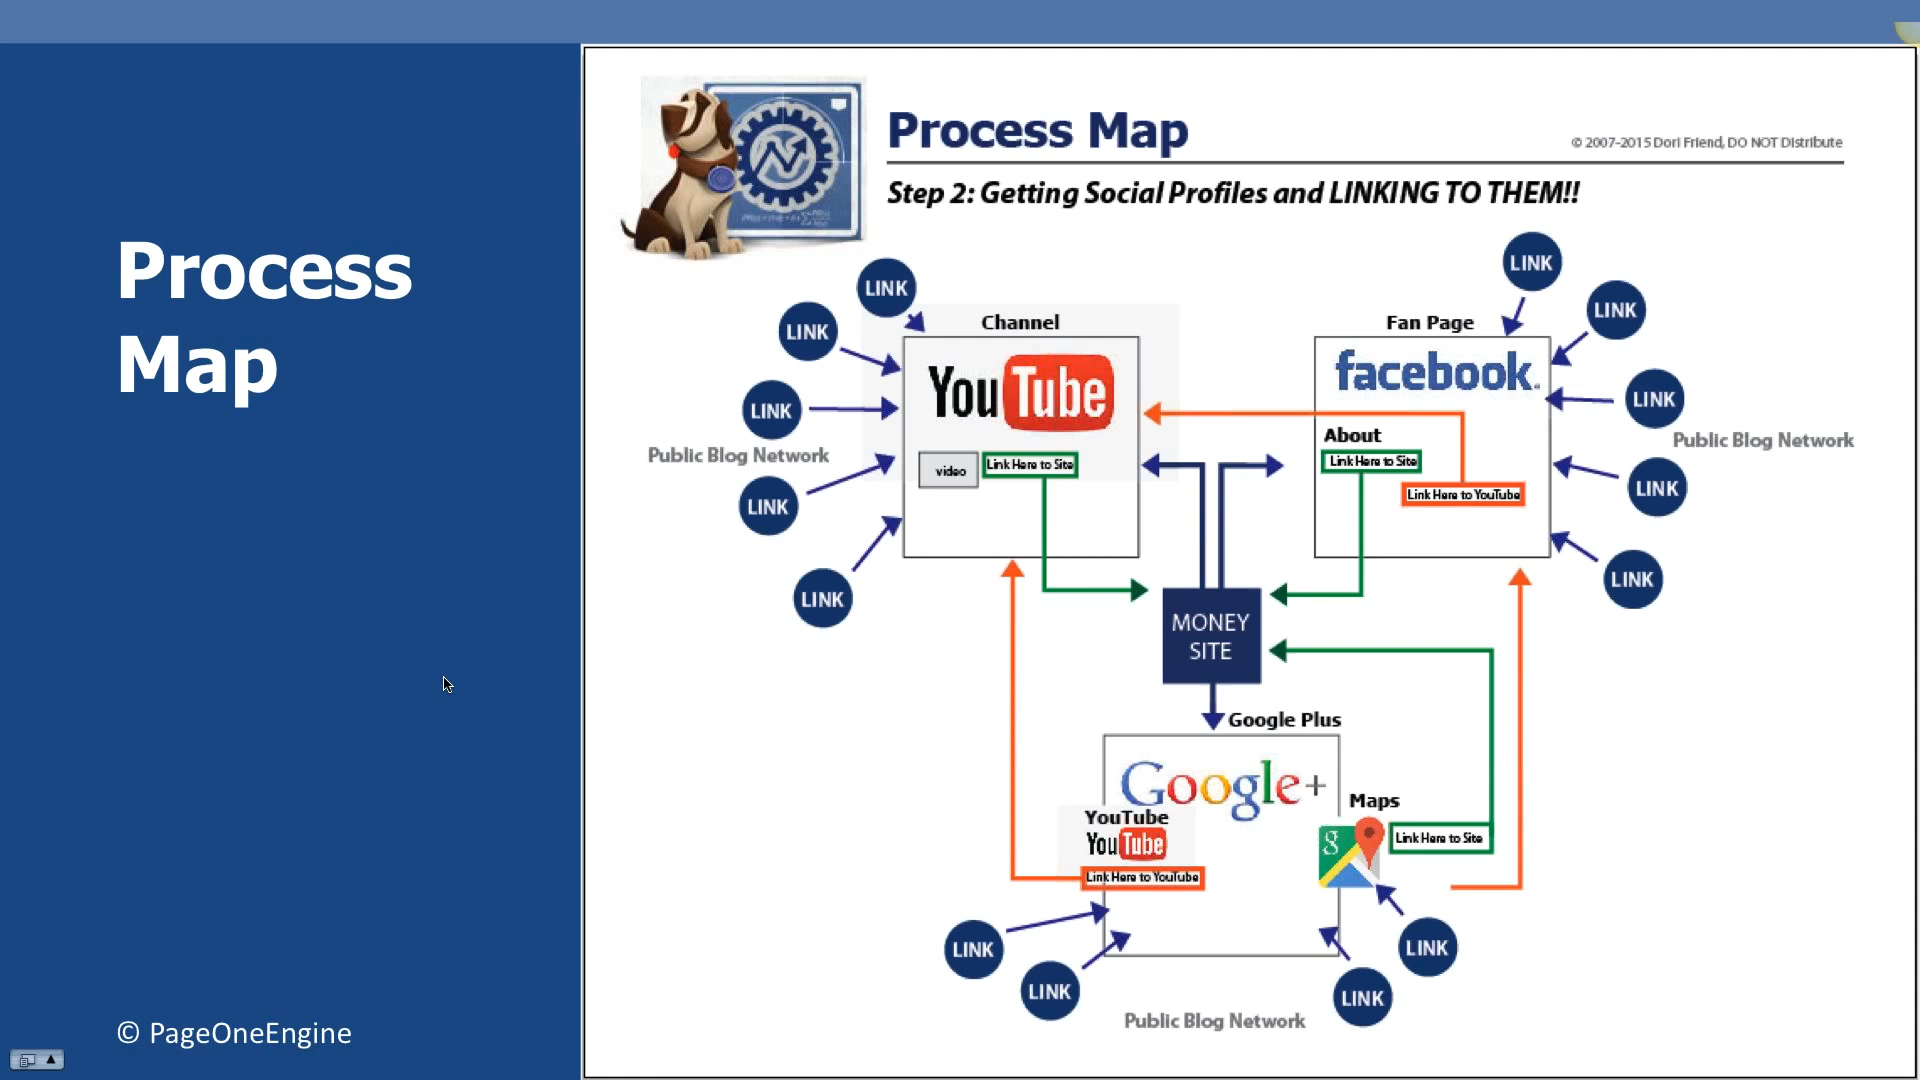 Process
Map
© PageOneEngine
Process Map
© 2007-2015 Dori Friend, DO NOT Distribute
Step 2: Getting Social Profiles and LINKING TO THEM!!
LINK
LINK
LINK
LINK
LINK
Public Blog Network
Channel
YouTube
video
Link Here to Site
Fan Page
facebook.
About
Link Here to Site
Link Here to YouTube
LINK
LINK
LINK
LINK
LINK
Public Blog Network
MONEY
SITE
Google Plus
Google+
YouTube
YouTube
Link Here to YouTube
Maps
g
Link Here to Site
LINK
LINK
LINK
LINK
Public Blog Network